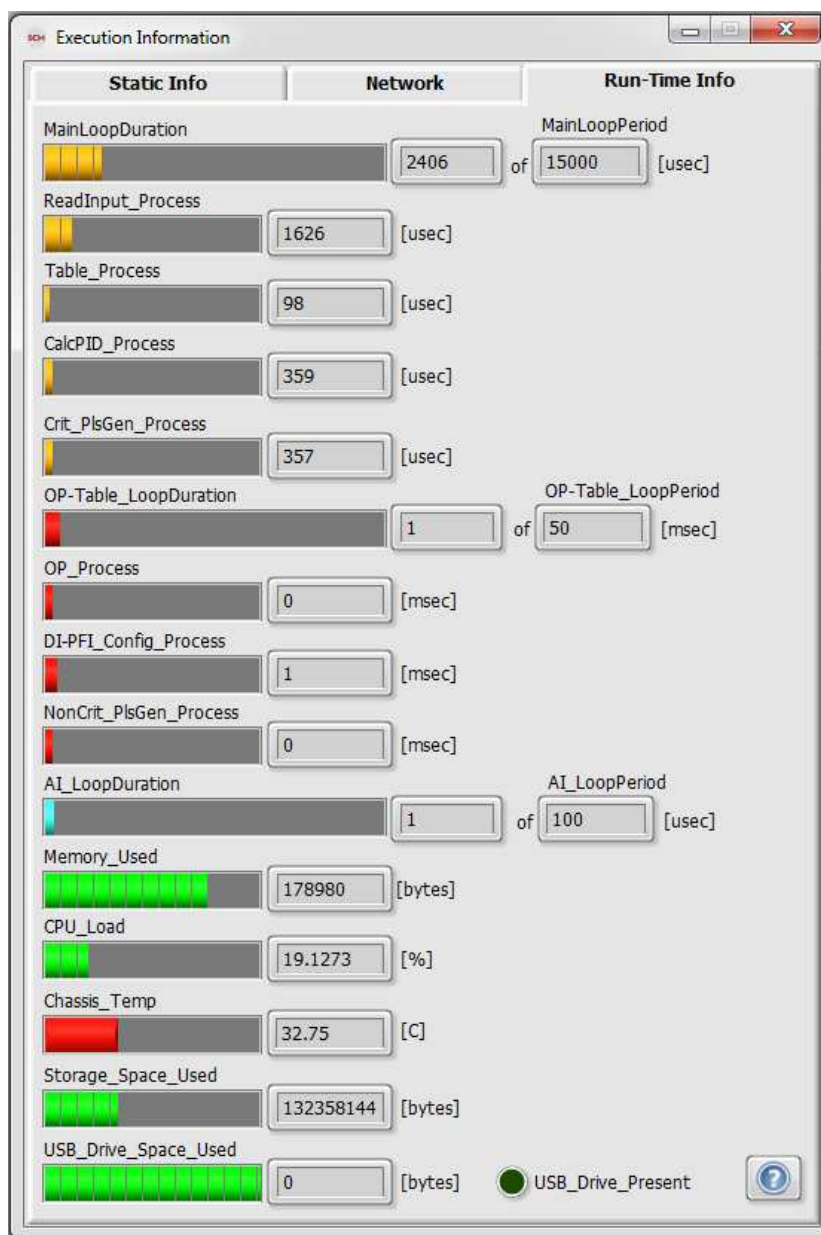 SCM Execution Information
Static Info Network Run-Time Info
MainLoopDuration MainLoopPeriod
2406 of 15000 [usec]
ReadInput_Process
1626 [usec]
Table_Process
98 [usec]
CalcPID_Process
359 [usec]
Crit_PlsGen_Process
357 [usec]
OP-Table_LoopDuration OP-Table_LoopPeriod
1 of 50 [msec]
OP_Process
0 [msec]
DI-PFI_Config_Process
1 [msec]
NonCrit_PlsGen_Process
0 [msec]
AI_LoopDuration AI_LoopPeriod
1 of 100 [usec]
Memory_Used
178980 [bytes]
CPU_Load
19.1273 [%]
Chassis_Temp
32.75 [C]
Storage_Space_Used
132358144 [bytes]
USB_Drive_Space_Used
0 [bytes] USB_Drive_Present ?